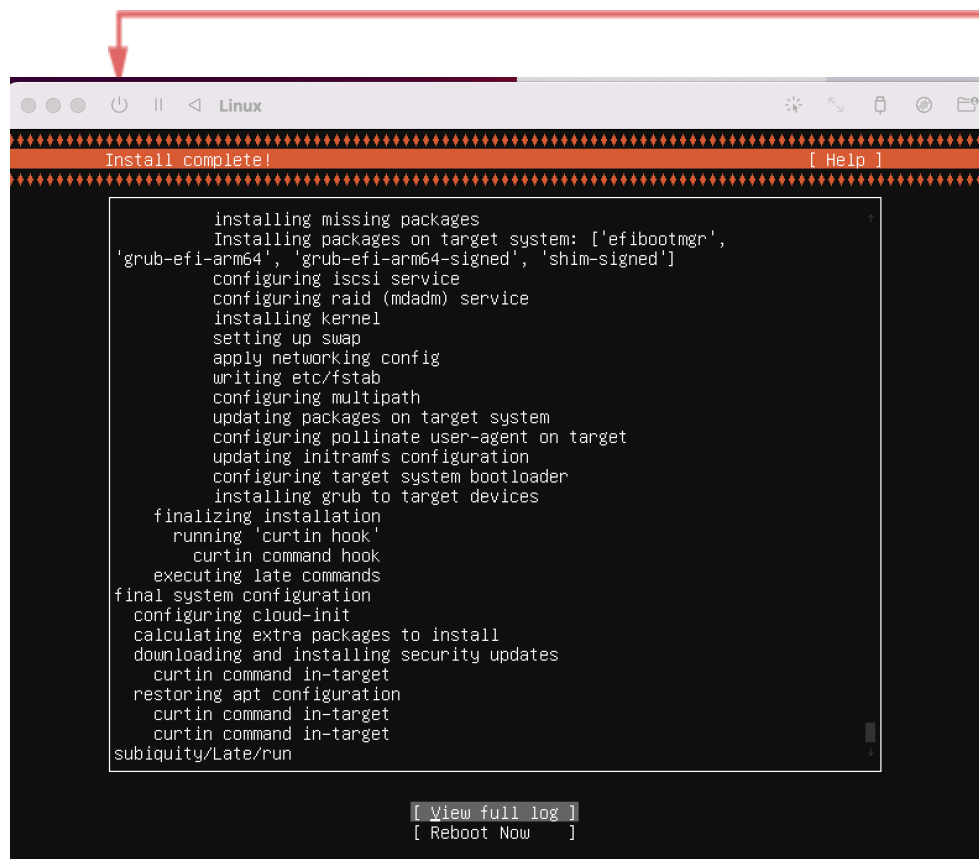 Linux
Install complete! [ Help ]
installing missing packages
Installing packages on target system: ['efibootmgr',
'grub-efi-arm64', 'grub-efi-arm64-signed', 'shim-signed']
configuring iscsi service
configuring raid (mdadm) service
installing kernel
setting up swap
apply networking config
writing etc/fstab
configuring multipath
updating packages on target system
configuring pollinate user-agent on target
updating initramfs configuration
configuring target system bootloader
installing grub to target devices
finalizing installation
running 'curtin hook'
curtin command hook
executing late commands
final system configuration
configuring cloud-init
calculating extra packages to install
downloading and installing security updates
curtin command in-target
restoring apt configuration
curtin command in-target
curtin command in-target
subiquity/Late/run
[ View full log ]
[ Reboot Now ]